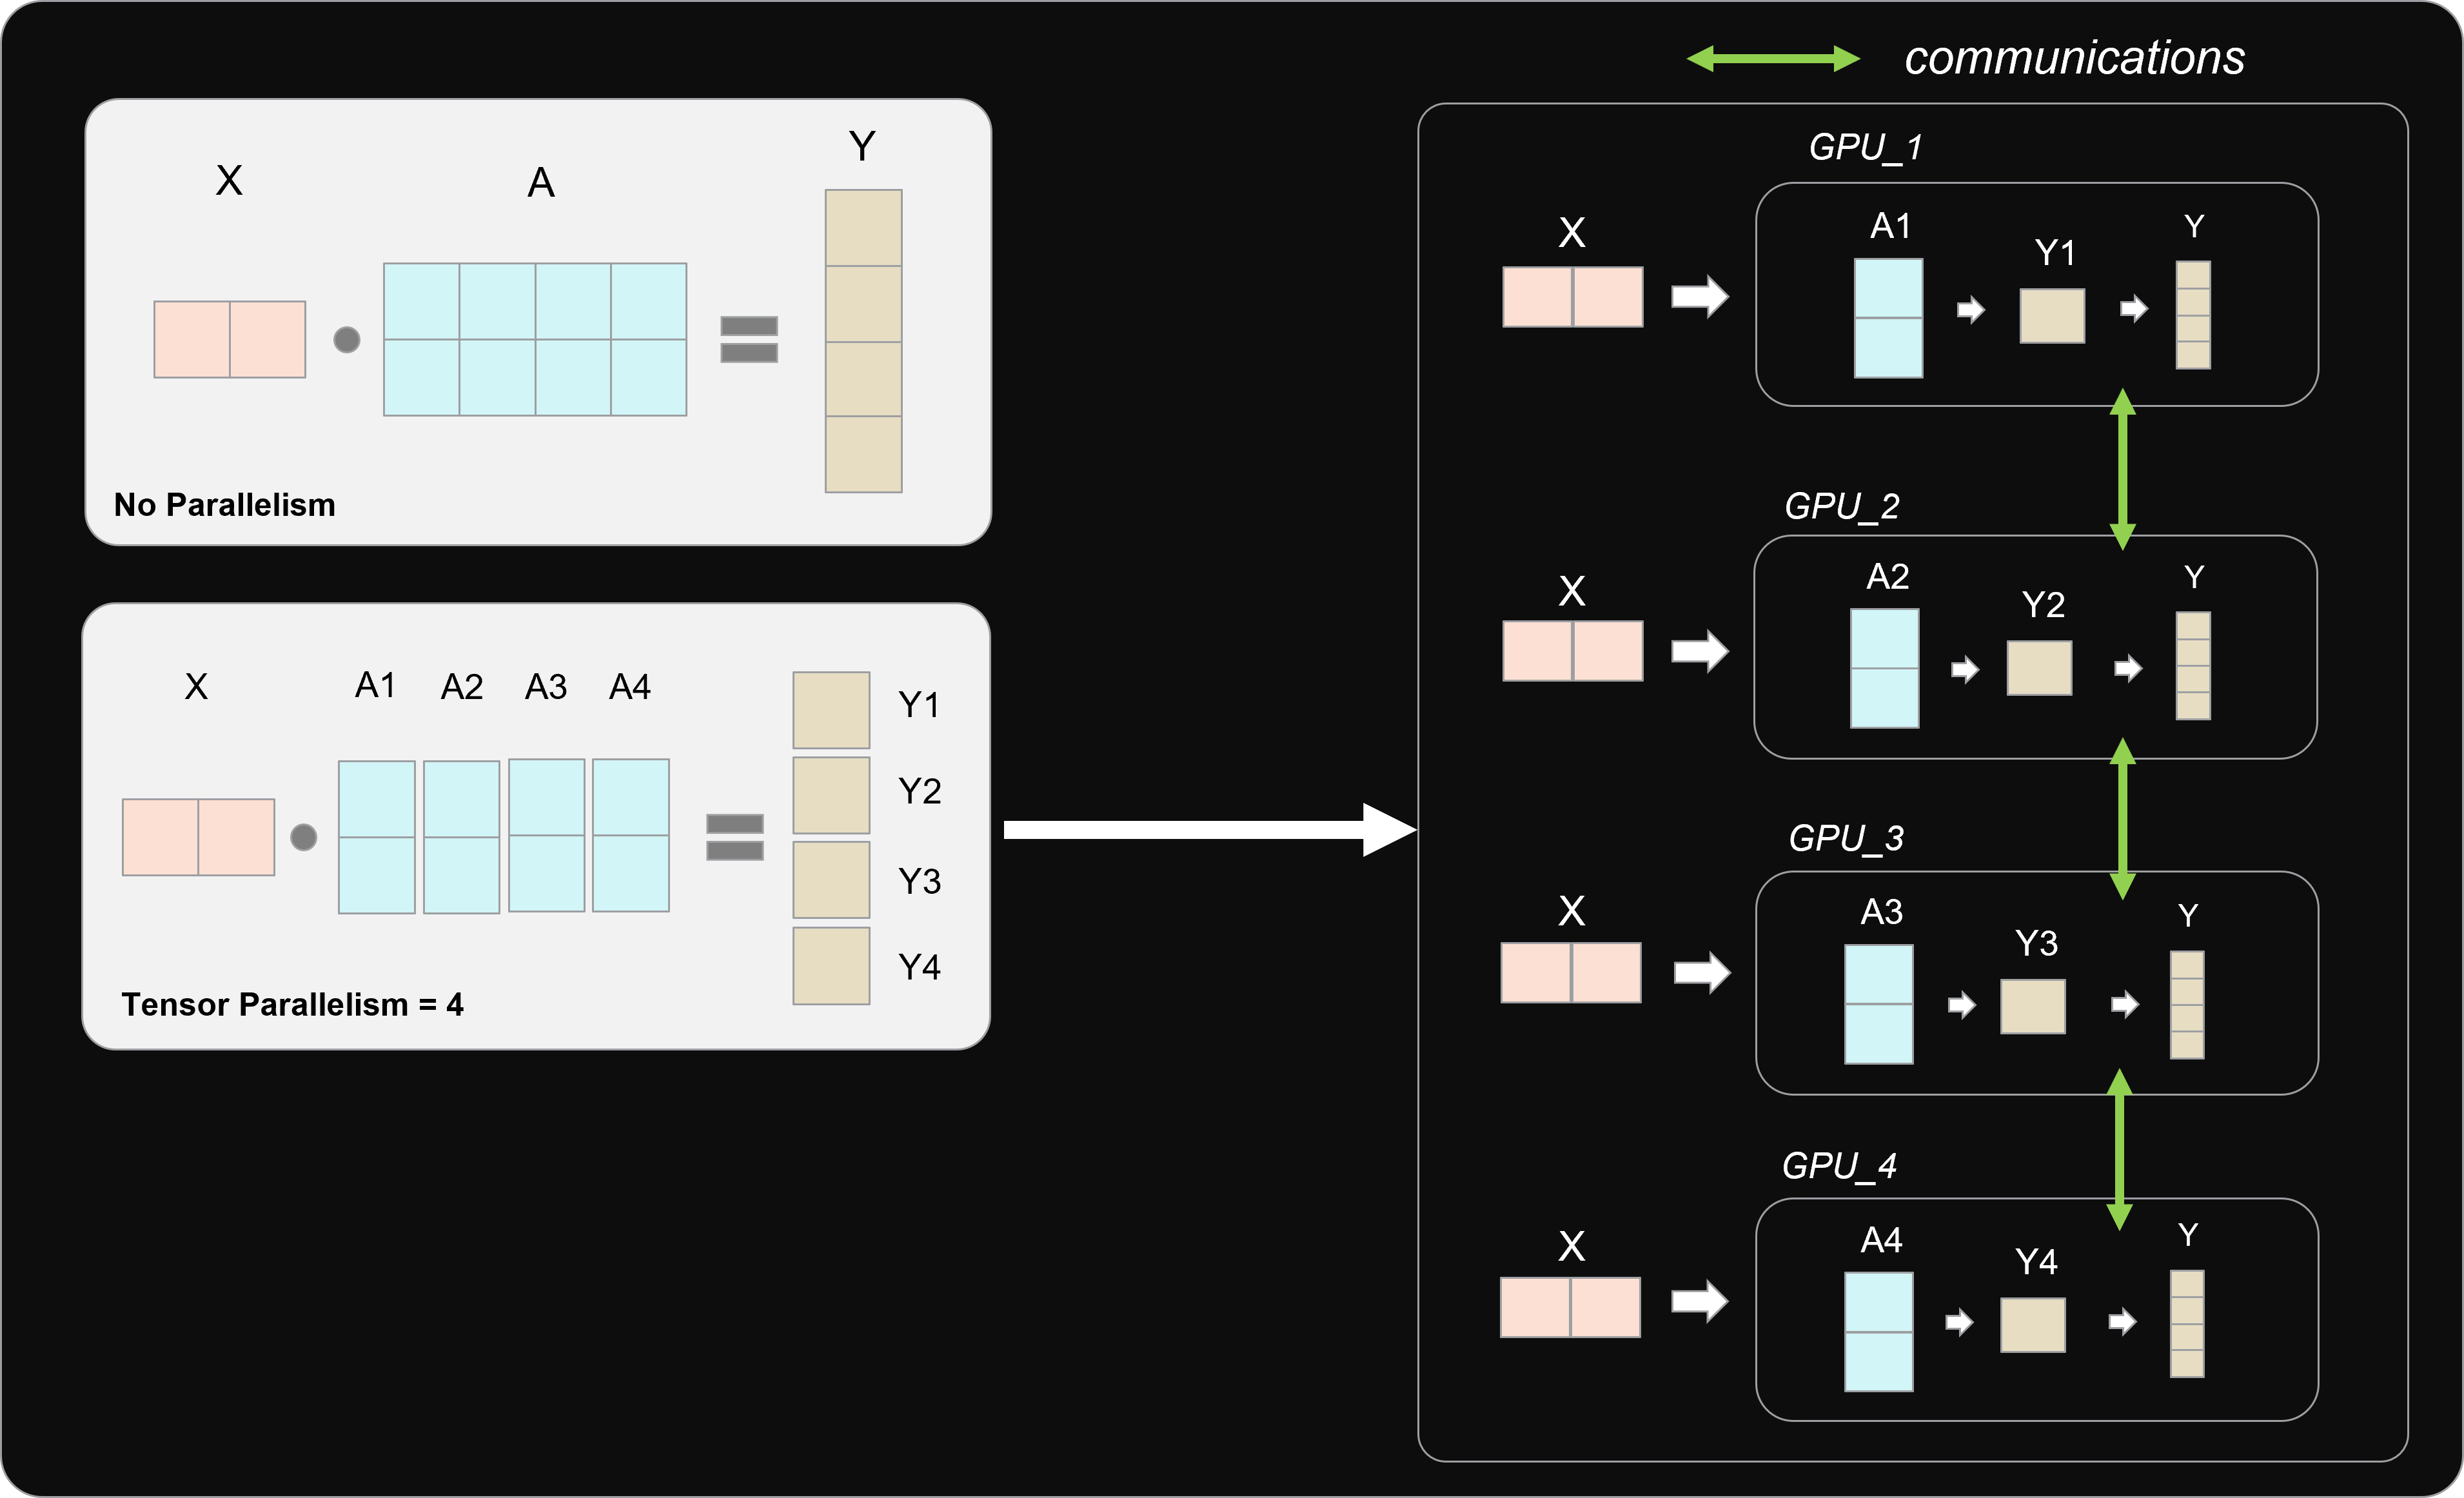 communications
X
A
Y
No Parallelism
X
A1 A2 A3 A4
Y1
Y2
Y3
Y4
Tensor Parallelism = 4
GPU_1
X
A1
Y1
Y
GPU_2
X
A2
Y2
Y
GPU_3
X
A3
Y3
Y
GPU_4
X
A4
Y4
Y